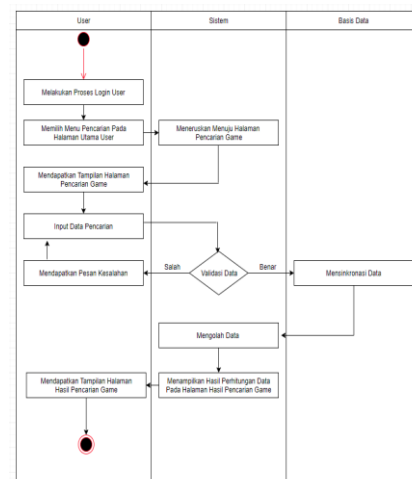 User
Sistem
Basis Data
Melakukan Proses Login User
Memilih Menu Pencarian Pada
Halaman Utama User
Meneruskan Menuju Halaman
Pencarian Game
Mendapatkan Tampilan Halaman
Pencarian Game
Input Data Pencarian
Mendapatkan Pesan Kesalahan
Salah
Validasi Data
Benar
Mensinkronasi Data
Mengolah Data
Mendapatkan Tampilan Halaman
Hasil Pencarian Game
Menampilkan Hasil Perhitungan Data
Pada Halaman Hasil Pencarian Game